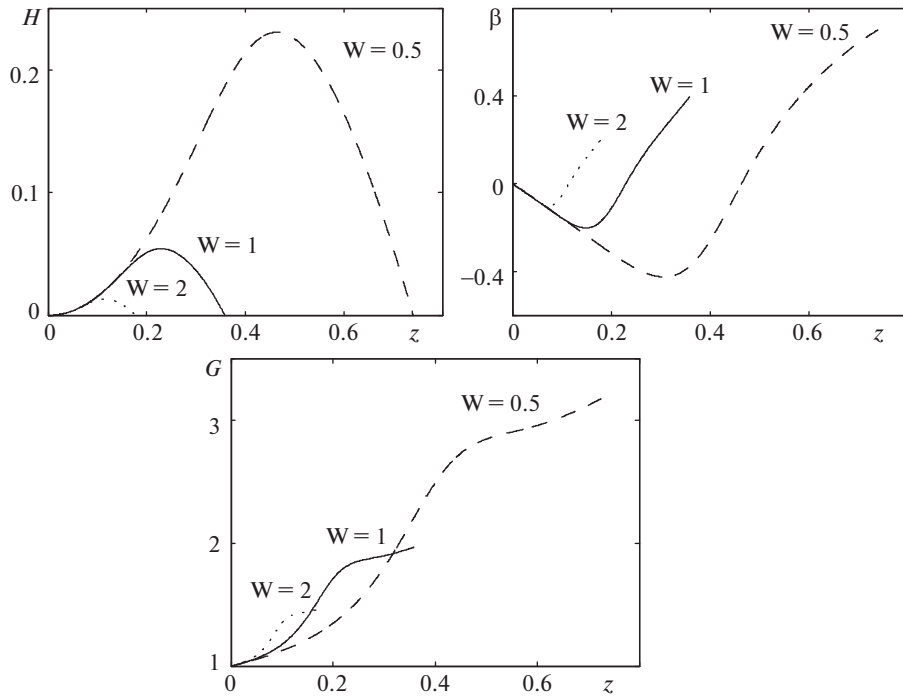 H
W = 0.5
0.2
0.1
W = 1
W = 2
0
0 0.2 0.4 0.6 z
β
W = 0.5
W = 1
0.4
W = 2
0
−0.4
0 0.2 0.4 0.6 z
G
W = 0.5
3
W = 1
2
W = 2
1
0 0.2 0.4 0.6 z